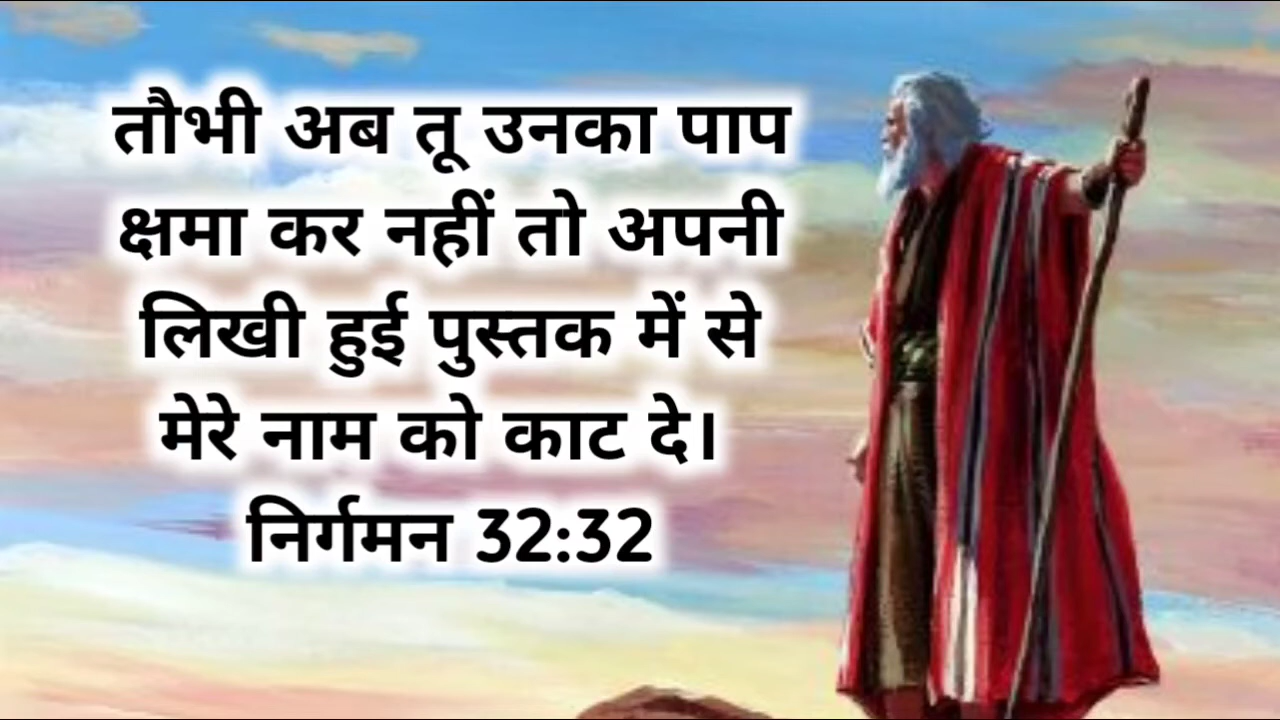 तौभी अब तू उनका पाप
क्षमा कर नहीं तो अपनी
लिखी हुई पुस्तक में से
मेरे नाम को काट दे।
निर्गमन 32:32